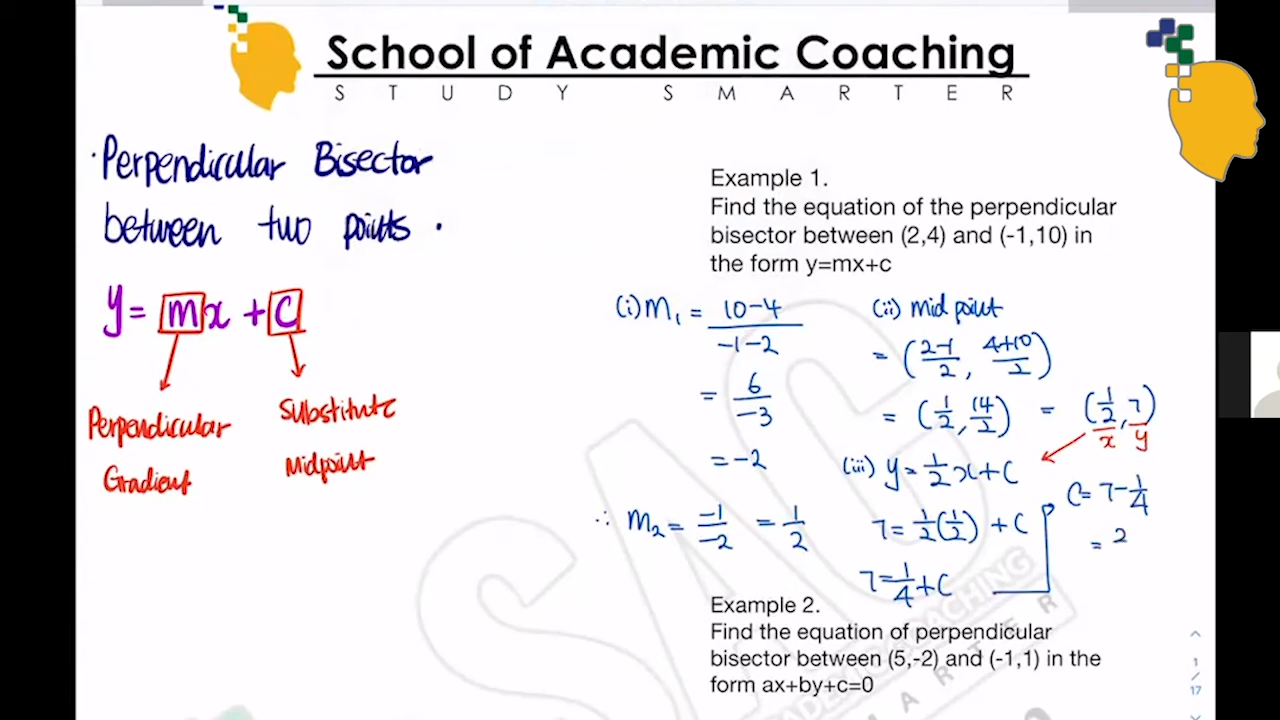 School of Academic Coaching
STUDY SMARTER
· Perpendicular Bisector
between two points ·
y = mx + c
Perpendicular
Gradient
Substitute
Midpoint
Example 1.
Find the equation of the perpendicular
bisector between (2,4) and (-1,10) in
the form y=mx+c
(i) m₁ = 10-4 / -1-2
= 6 / -3
= -2
∴ m₂ = -1/-2 = 1/2
(ii) mid point
= (2-1/2, 4+10/2)
= (1/2, 14/2) = (1/2, 7)
x y
(iii) y = 1/2 x + c
7 = 1/2 (1/2) + c
7 = 1/4 + c
c = 7 - 1/4
= 2
Example 2.
Find the equation of perpendicular
bisector between (5,-2) and (-1,1) in the
form ax+by+c=0
SAC
1
/
17